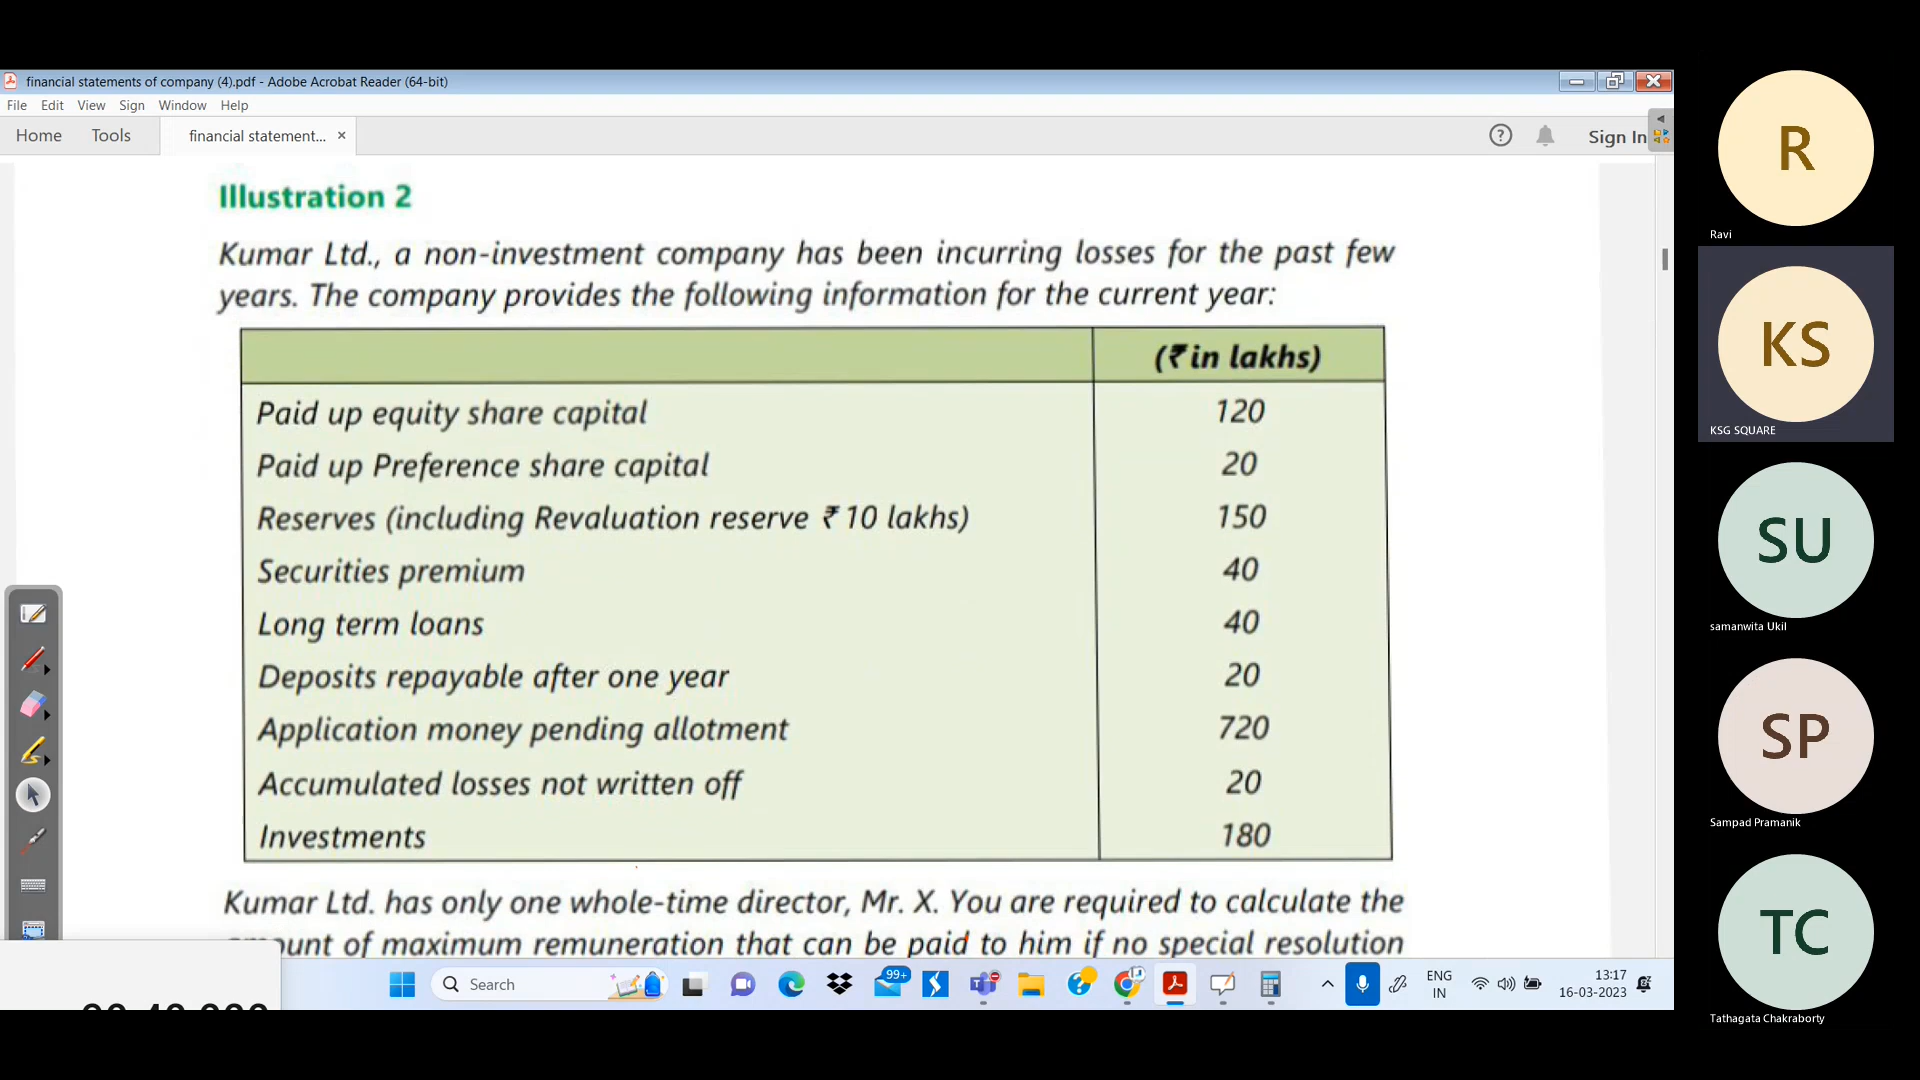 financial statements of company (4).pdf - Adobe Acrobat Reader (64-bit)
File Edit View Sign Window Help
Home Tools financial statement... × Sign In
Illustration 2
Kumar Ltd., a non-investment company has been incurring losses for the past few
years. The company provides the following information for the current year:
(₹ in lakhs)
Paid up equity share capital 120
Paid up Preference share capital 20
Reserves (including Revaluation reserve ₹ 10 lakhs) 150
Securities premium 40
Long term loans 40
Deposits repayable after one year 20
Application money pending allotment 720
Accumulated losses not written off 20
Investments 180
Kumar Ltd. has only one whole-time director, Mr. X. You are required to calculate the
amount of maximum remuneration that can be paid to him if no special resolution
Search
99+
ENG
IN
13:17
16-03-2023
R
Ravi
KS
KSG SQUARE
SU
samanwita Ukil
SP
Sampad Pramanik
TC
Tathagata Chakraborty